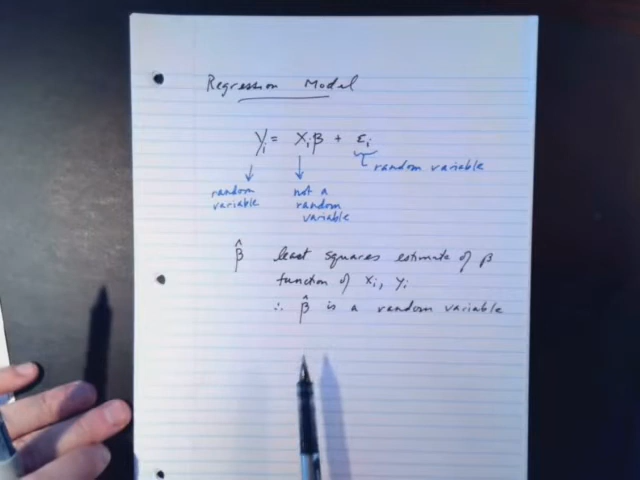 Regression Model
Yi = Xiβ + εi
random variable
random variable
not a random variable
β̂ least squares estimate of β
function of Xi, Yi
∴ β̂ is a random variable